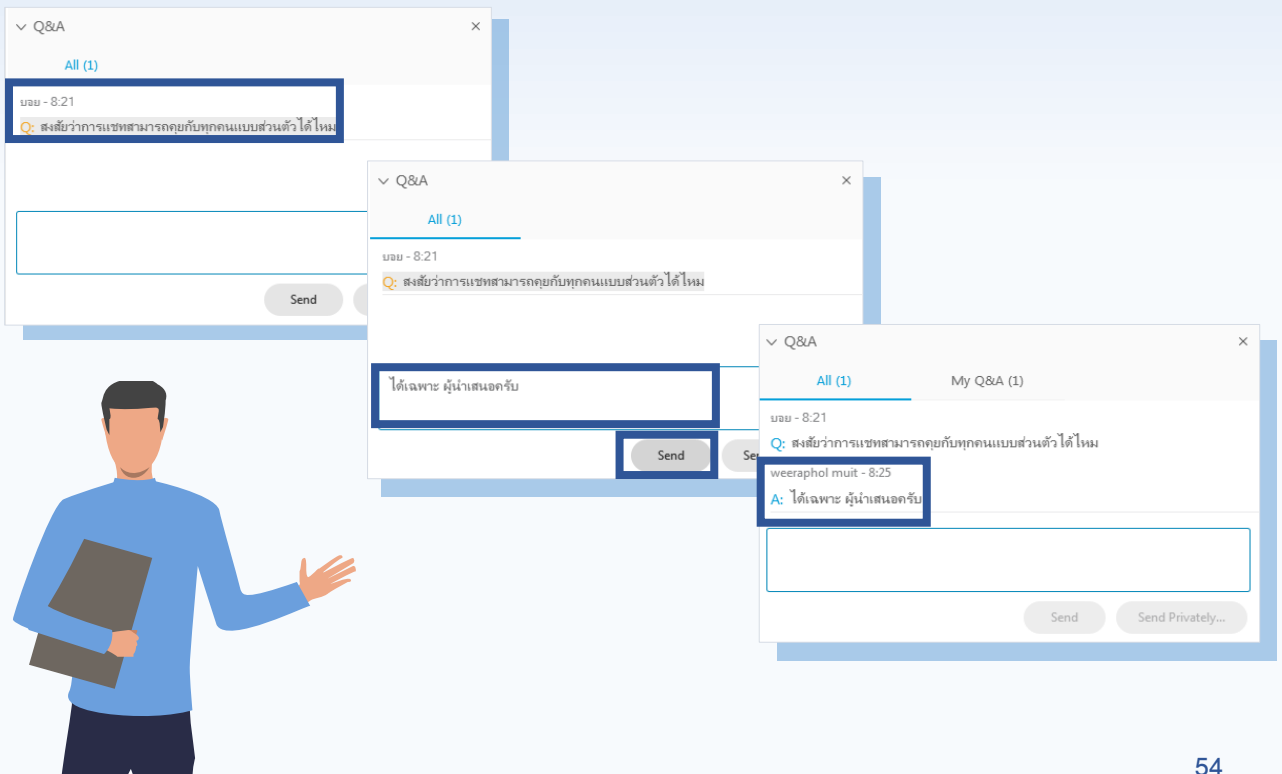 Q&A
All (1)
บจย - 8:21
Q: สงสัยว่าการแชทสามารถคุยกับทุกคนแบบส่วนตัวได้ไหม
Send
Q&A
All (1)
บจย - 8:21
Q: สงสัยว่าการแชทสามารถคุยกับทุกคนแบบส่วนตัวได้ไหม
ได้เฉพาะ ผู้นำเสนอครับ
Send
Q&A
All (1) My Q&A (1)
บจย - 8:21
Q: สงสัยว่าการแชทสามารถคุยกับทุกคนแบบส่วนตัวได้ไหม
weeraphol muit - 8:25
A: ได้เฉพาะ ผู้นำเสนอครับ
Send Send Privately...
54